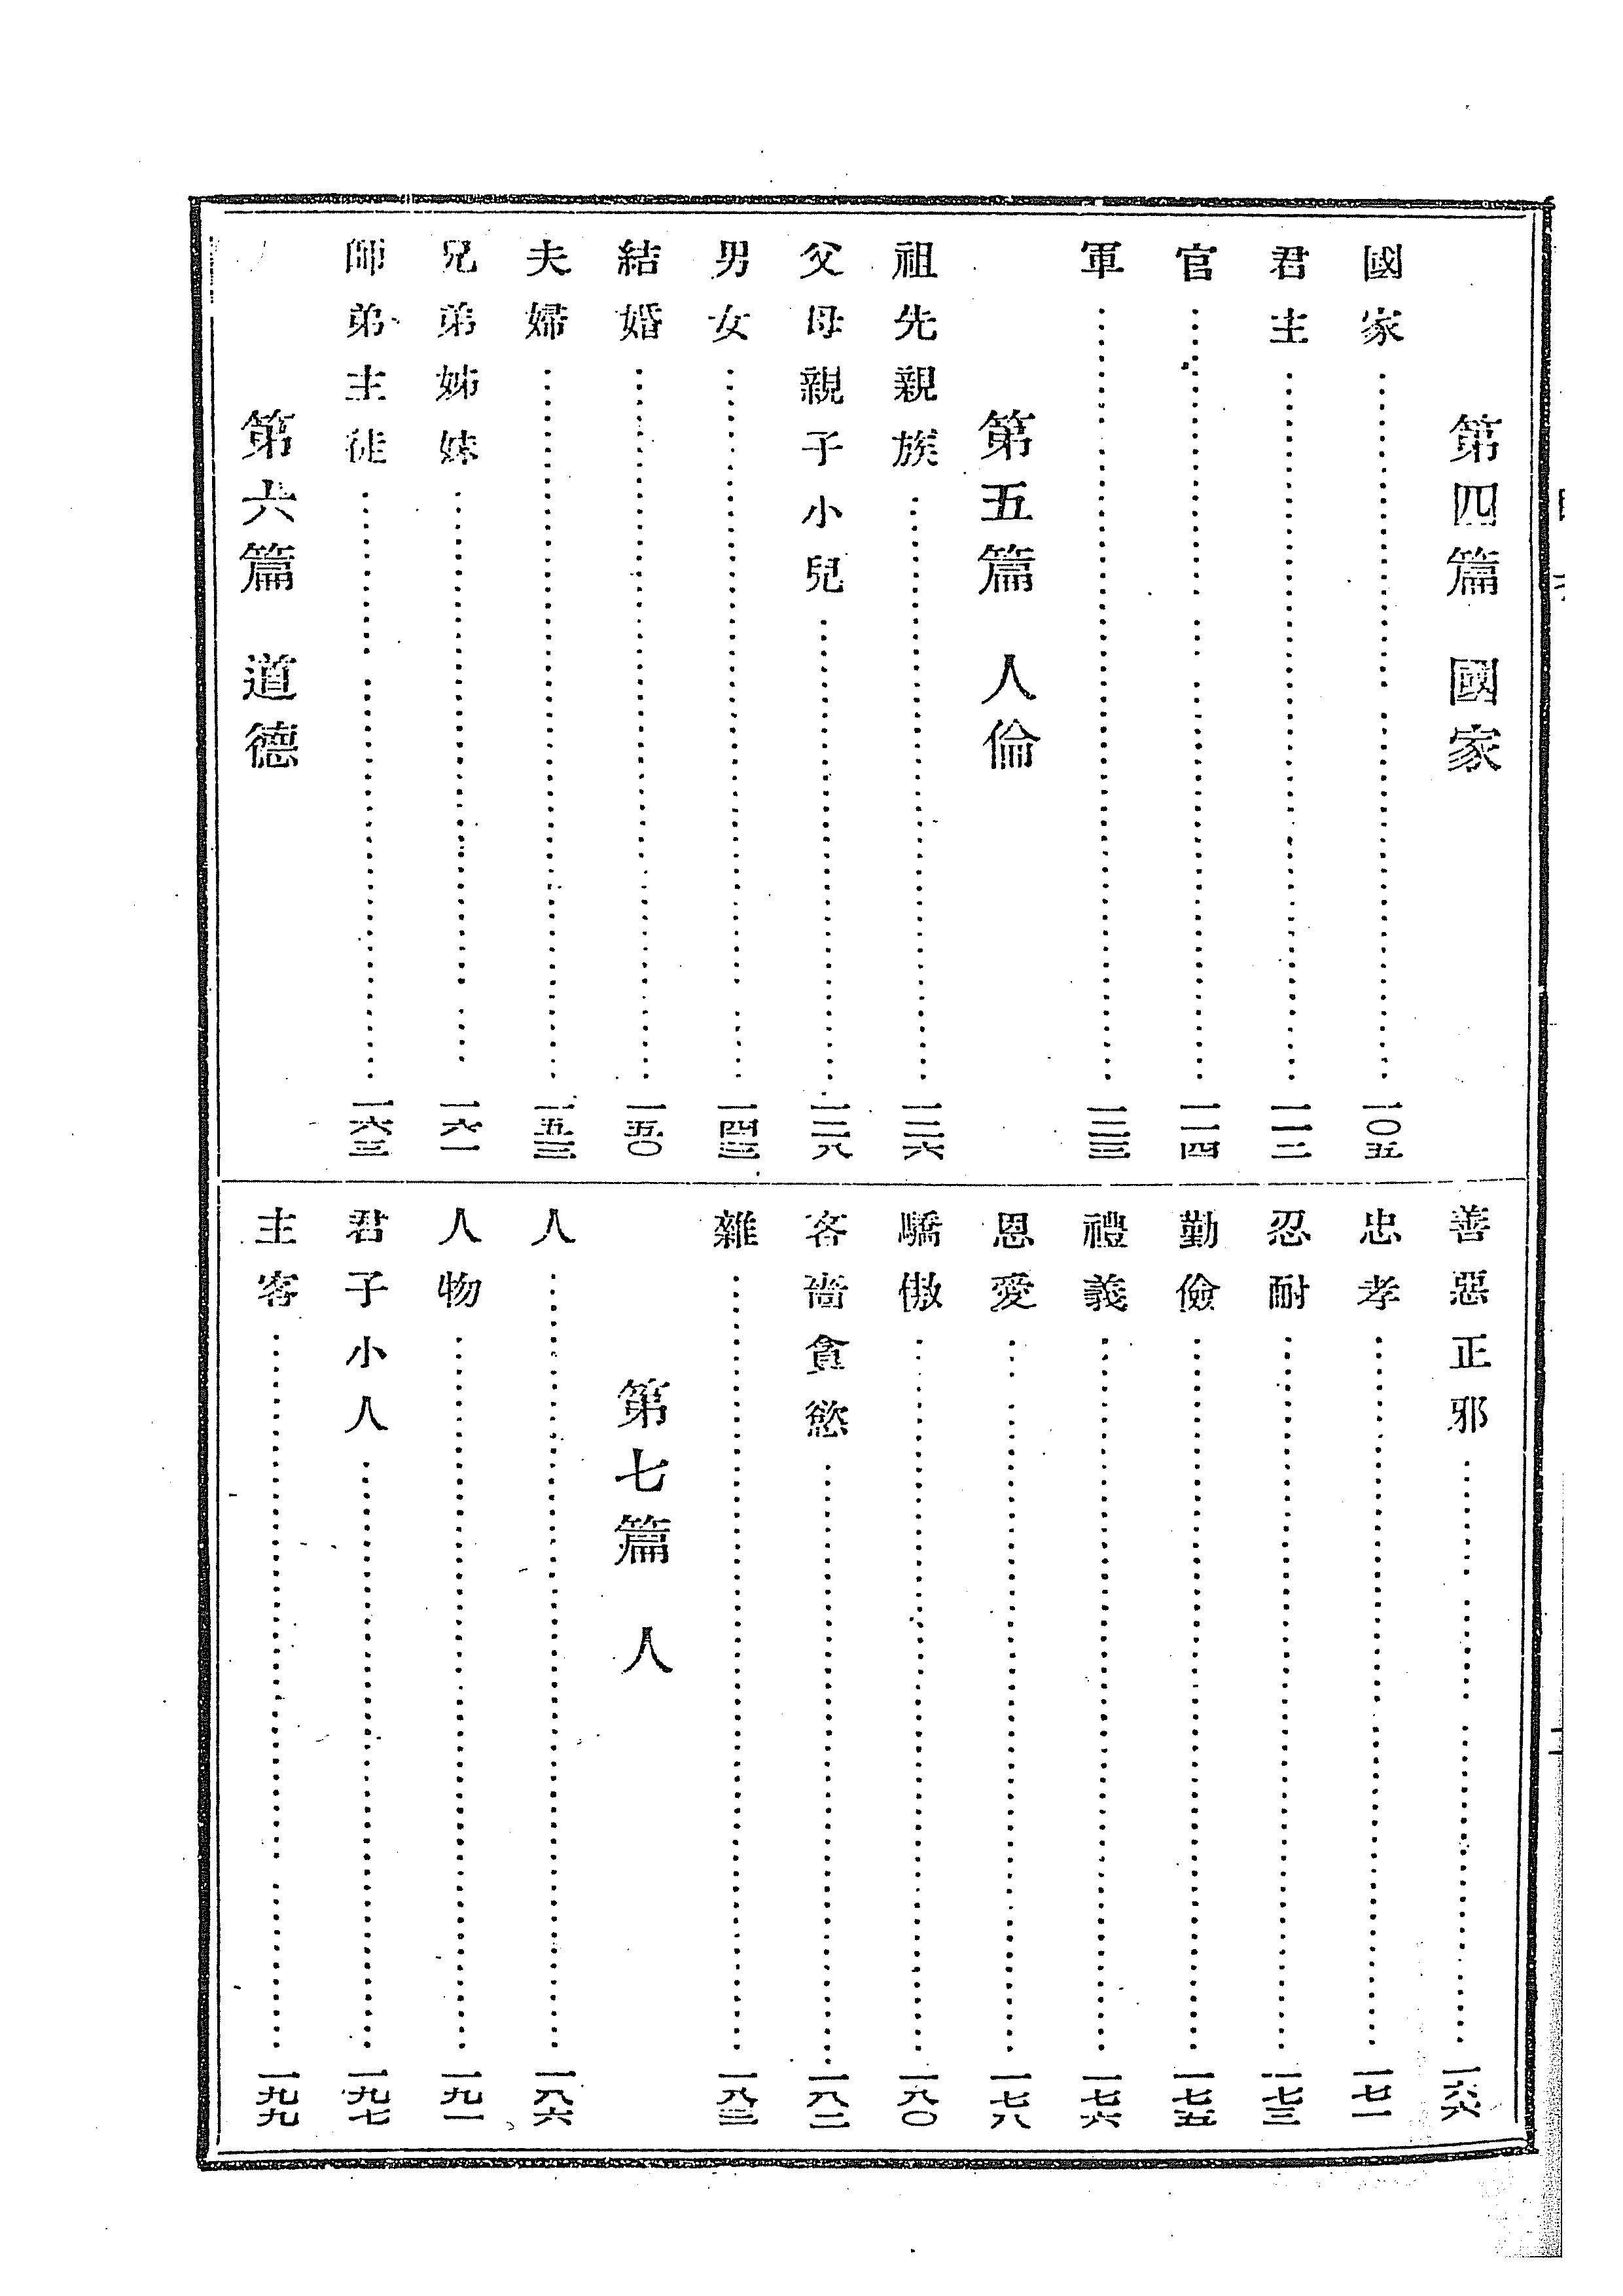 第四篇 國家
國家………一〇五
君主………一一二
官………一一四
軍………一二三
第五篇 人倫
祖先親族………一二六
父母親子小兒………一二八
男女………一四三
結婚………一五〇
夫婦………一五三
兄弟姊妹………一六一
師弟主徒………一六三
第六篇 道德
善惡正邪………一六六
忠孝………一七一
忍耐………一七三
勤儉………一七五
禮義………一七六
恩愛………一七八
驕傲………一八〇
吝嗇貪慾………一八二
雜………一八三
第七篇 人
人………一八六
人物………一九一
君子小人………一九七
主客………一九九